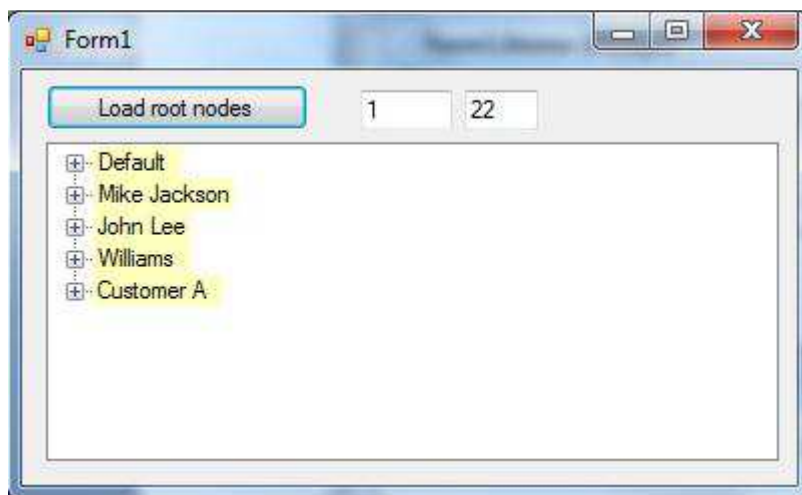 Form1
Load root nodes 1 22
Default
Mike Jackson
John Lee
Williams
Customer A